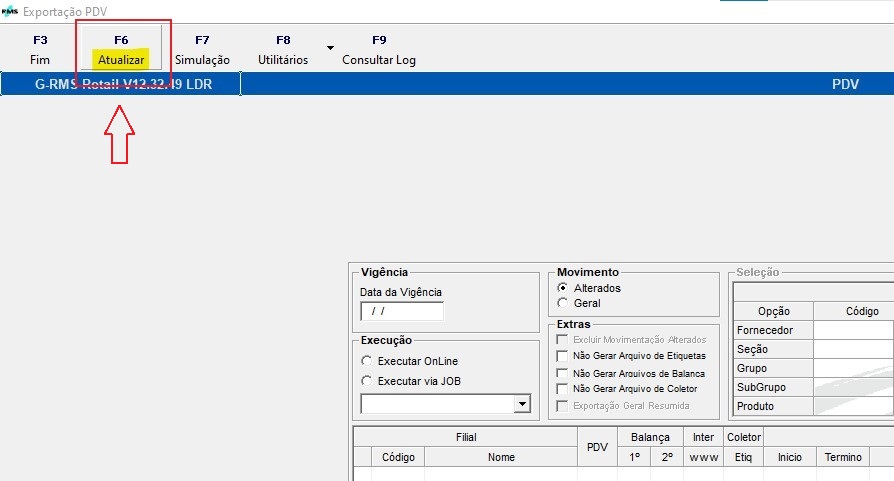 RMS Exportação PDV
F3 F6 F7 F8 F9
Fim Atualizar Simulação Utilitários Consultar Log
G-RMS Retail V12.32.49 LDR PDV
Vigência
Data da Vigência
/ /
Execução
Executar OnLine
Executar via JOB
Movimento
Alterados
Geral
Extras
Excluir Movimentação Alterados
Não Gerar Arquivo de Etiquetas
Não Gerar Arquivos de Balanca
Não Gerar Arquivo de Coletor
Exportação Geral Resumida
Seleção
Opção Código
Fornecedor
Seção
Grupo
SubGrupo
Produto
Filial PDV Balança Inter Coletor
Código Nome 1º 2º www Etiq Inicio Termino